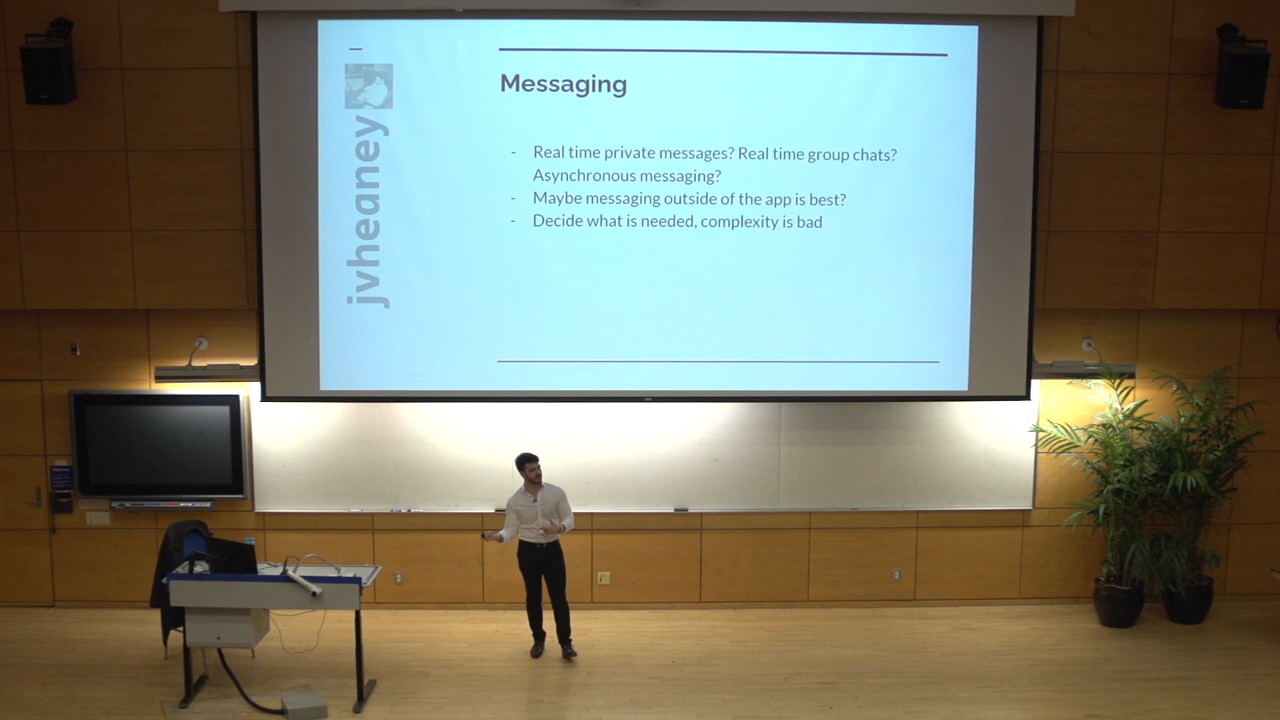 jvheaney
Messaging
- Real time private messages? Real time group chats?
Asynchronous messaging?
- Maybe messaging outside of the app is best?
- Decide what is needed, complexity is bad